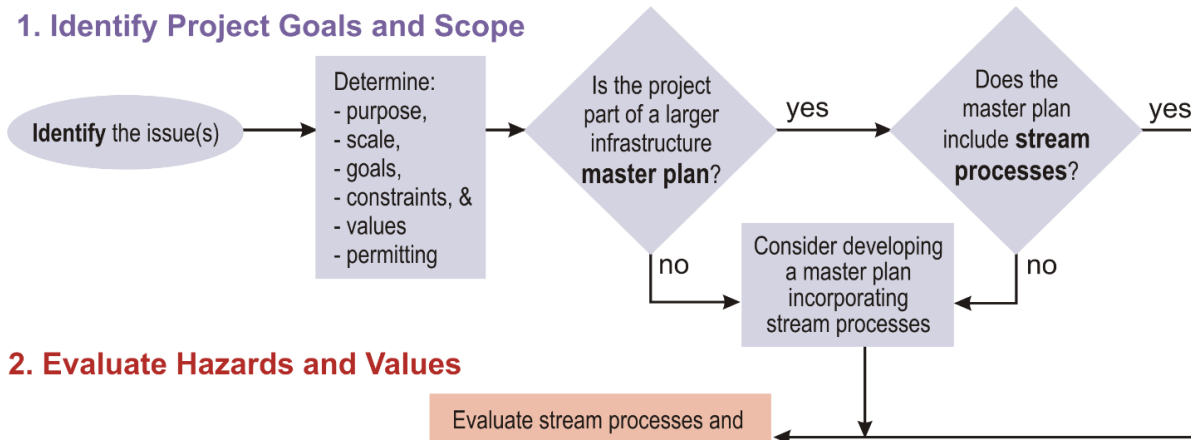 1. Identify Project Goals and Scope
Identify the issue(s)
Determine:
- purpose,
- scale,
- goals,
- constraints, &
- values
- permitting
Is the project
part of a larger
infrastructure
master plan?
yes
no
Does the
master plan
include stream
processes?
yes
no
Consider developing
a master plan
incorporating
stream processes
2. Evaluate Hazards and Values
Evaluate stream processes and